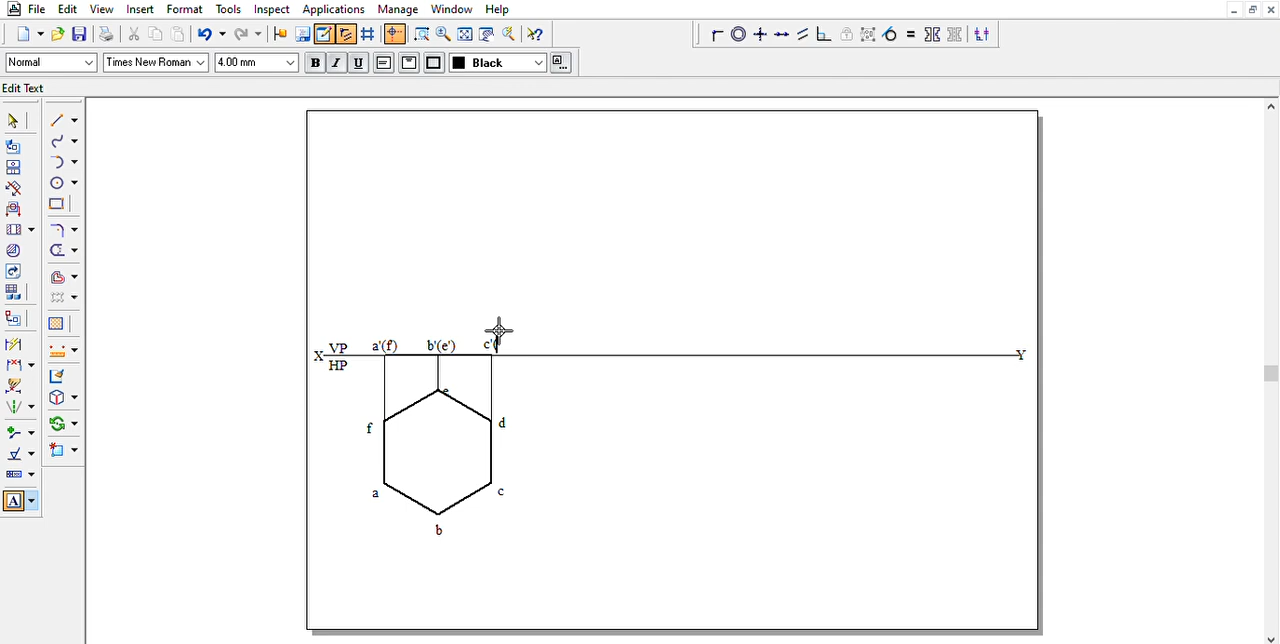 File Edit View Insert Format Tools Inspect Applications Manage Window Help
Normal Times New Roman 4.00 mm B I U Black
Edit Text
A
a'(f') b'(e') c'(
VP
X Y
HP
e
f d
a c
b